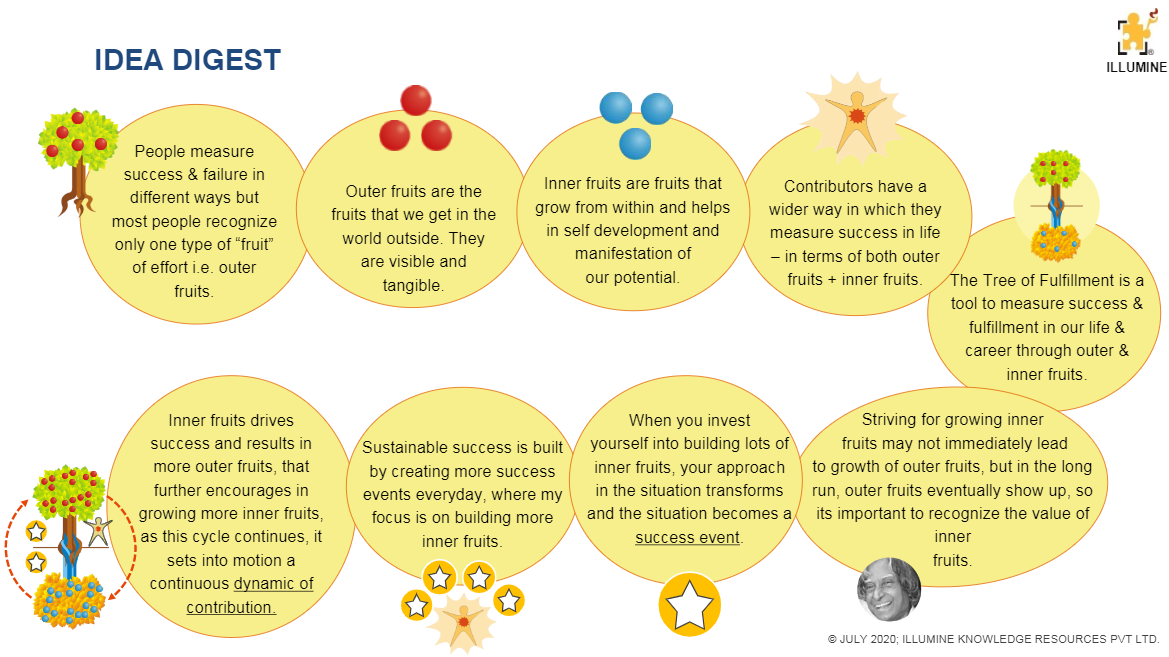 IDEA DIGEST
®
ILLUMINE
People measure
success & failure in
different ways but
most people recognize
only one type of “fruit”
of effort i.e. outer
fruits.
Outer fruits are the
fruits that we get in the
world outside. They
are visible and
tangible.
Inner fruits are fruits that
grow from within and helps
in self development and
manifestation of
our potential.
Contributors have a
wider way in which they
measure success in life
– in terms of both outer
fruits + inner fruits.
The Tree of Fulfillment is a
tool to measure success &
fulfillment in our life &
career through outer &
inner fruits.
Striving for growing inner
fruits may not immediately lead
to growth of outer fruits, but in the long
run, outer fruits eventually show up, so
its important to recognize the value of
inner
fruits.
When you invest
yourself into building lots of
inner fruits, your approach
in the situation transforms
and the situation becomes a
success event.
Sustainable success is built
by creating more success
events everyday, where my
focus is on building more
inner fruits.
Inner fruits drives
success and results in
more outer fruits, that
further encourages in
growing more inner fruits,
as this cycle continues, it
sets into motion a
continuous dynamic of
contribution.
© JULY 2020; ILLUMINE KNOWLEDGE RESOURCES PVT LTD.